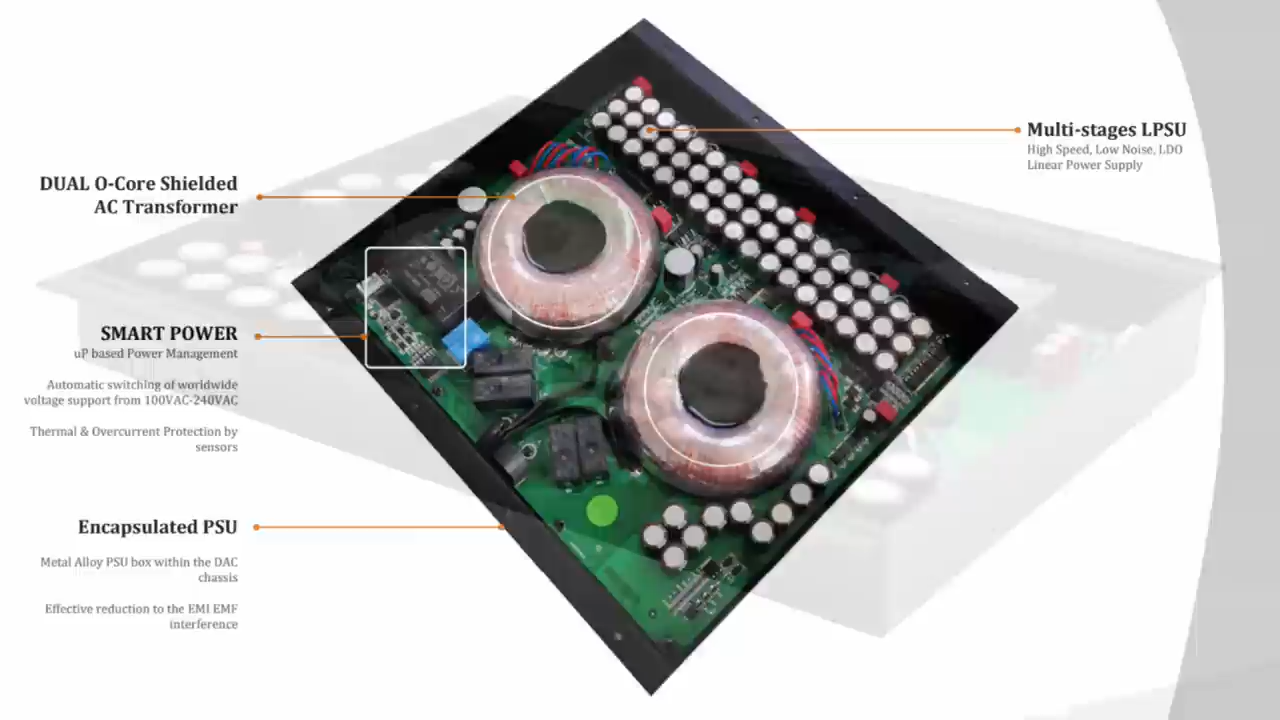 Multi-stages LPSU
High Speed, Low Noise, LDO
Linear Power Supply
DUAL O-Core Shielded
AC Transformer
SMART POWER
uP based Power Management
Automatic switching of worldwide
voltage support from 100VAC-240VAC
Thermal & Overcurrent Protection by
sensors
Encapsulated PSU
Metal Alloy PSU box within the DAC
chassis
Effective reduction to the EMI EMF
interference